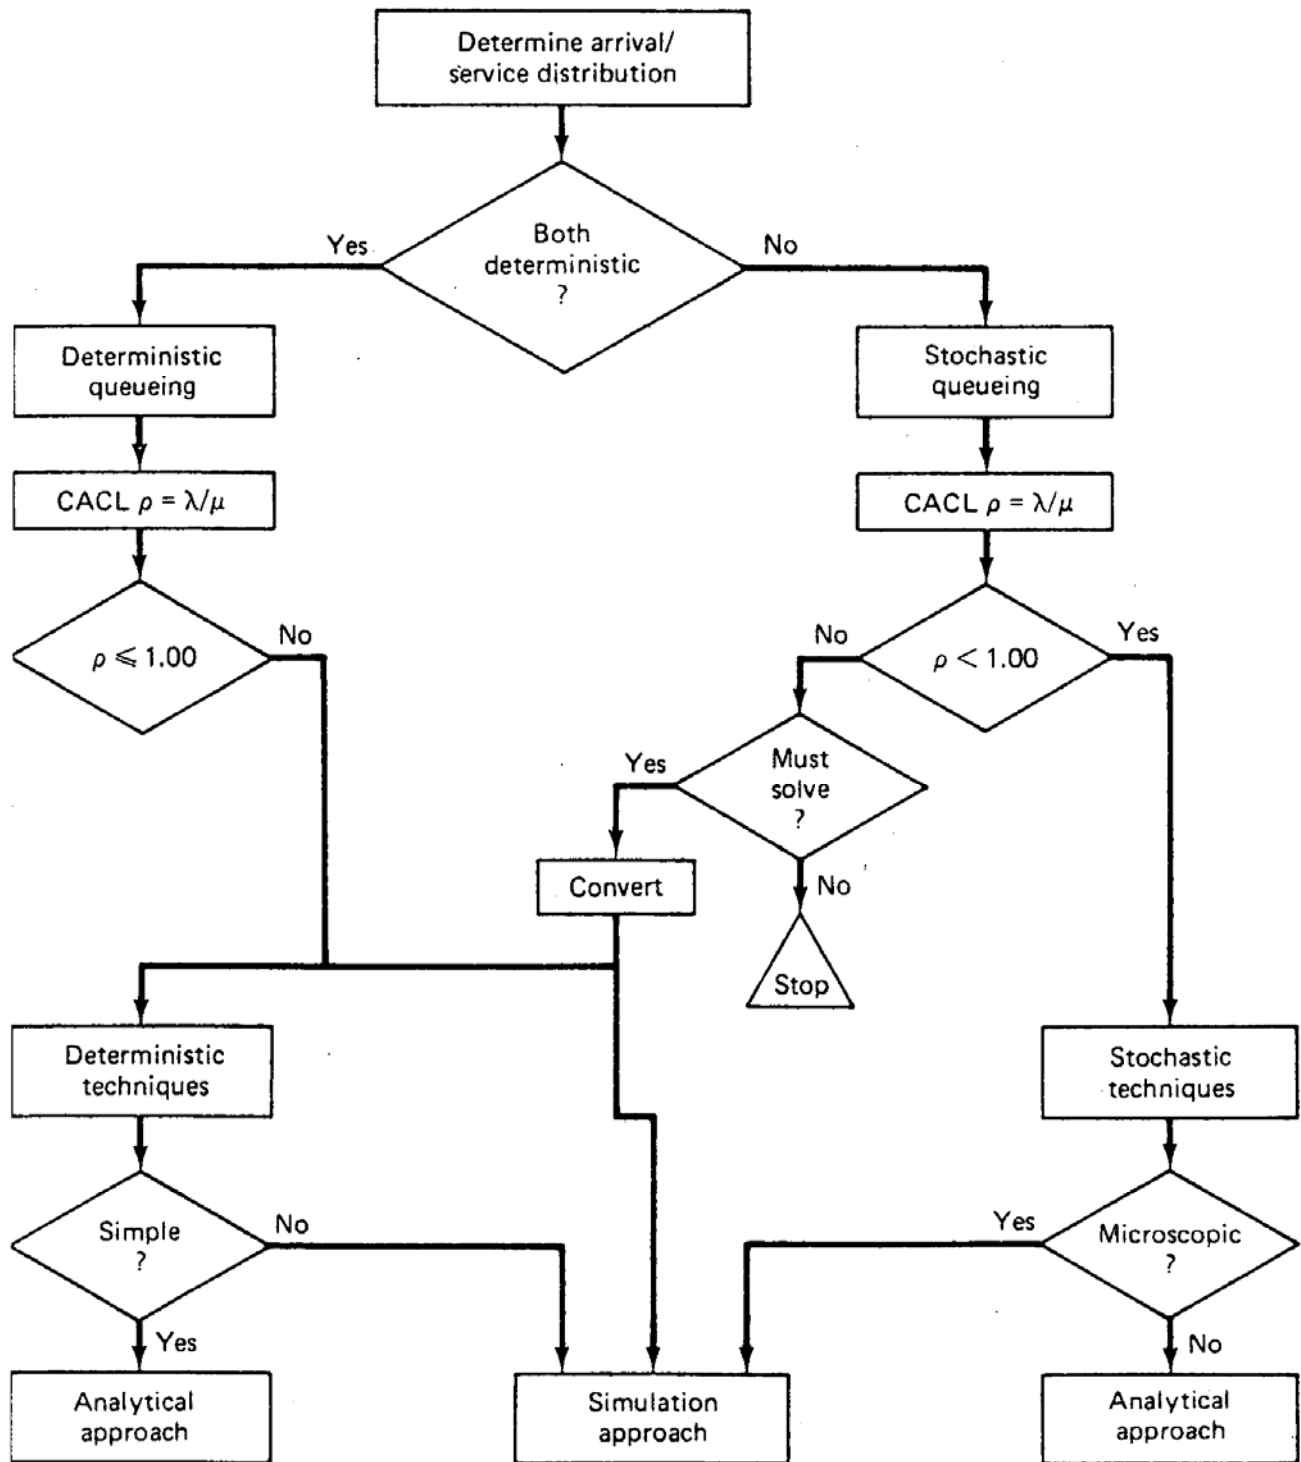 Determine arrival/
service distribution
Both
deterministic
?
Yes
No
Deterministic
queueing
Stochastic
queueing
CACL ρ = λ/μ
CACL ρ = λ/μ
ρ ⩽ 1.00
No
No
ρ < 1.00
Yes
Yes
Must
solve
?
Convert
No
Stop
Deterministic
techniques
Stochastic
techniques
Simple
?
No
Yes
Microscopic
?
Yes
No
Analytical
approach
Simulation
approach
Analytical
approach